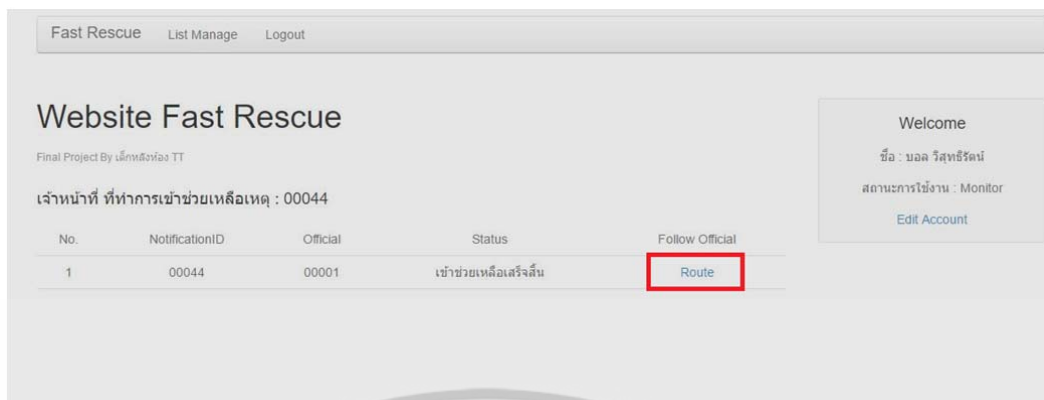 Fast Rescue List Manage Logout
Website Fast Rescue
Final Project By เด็กหลังห้อง TT
เจ้าหน้าที่ ที่ทำการเข้าช่วยเหลือเหตุ : 00044
No. NotificationID Official Status Follow Official
1 00044 00001 เข้าช่วยเหลือเสร็จสิ้น Route
Welcome
ชื่อ : บอล วิสุทธิรัตน์
สถานะการใช้งาน : Monitor
Edit Account